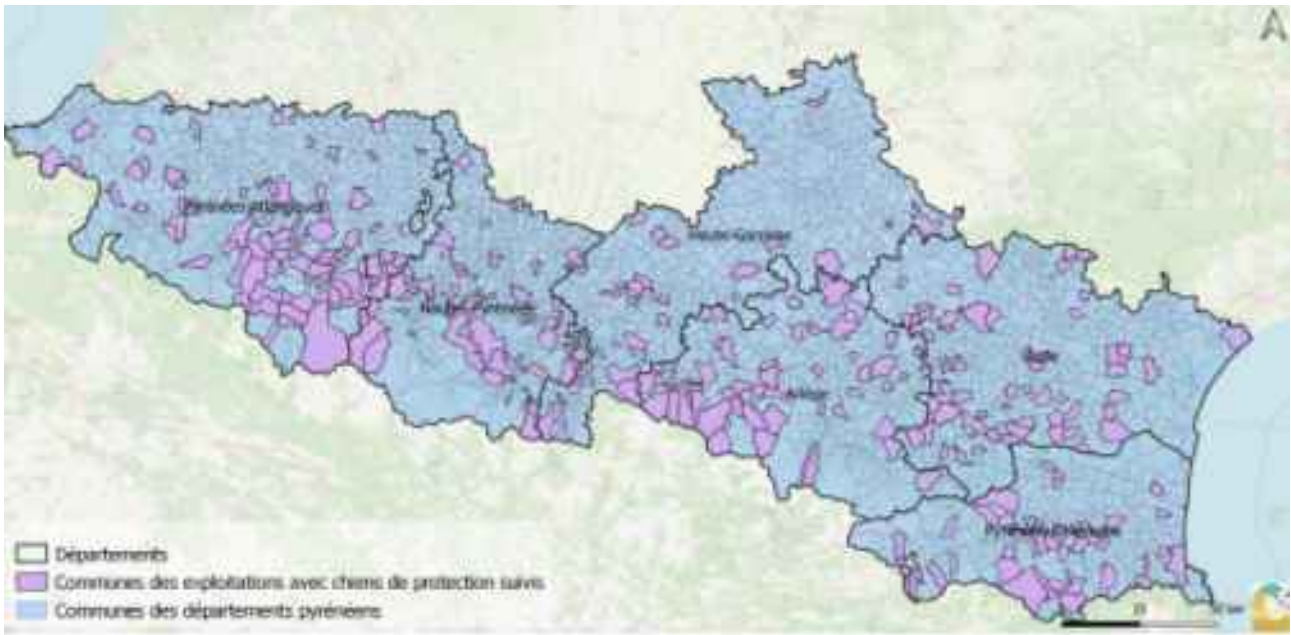 Pyrénées-Atlantiques
Haute-Garonne
Hautes-Pyrénées
Aude
Ariège
Pyrénées-Orientales
Départements
Communes des exploitations avec chiens de protection suivis
Communes des départements pyrénéens